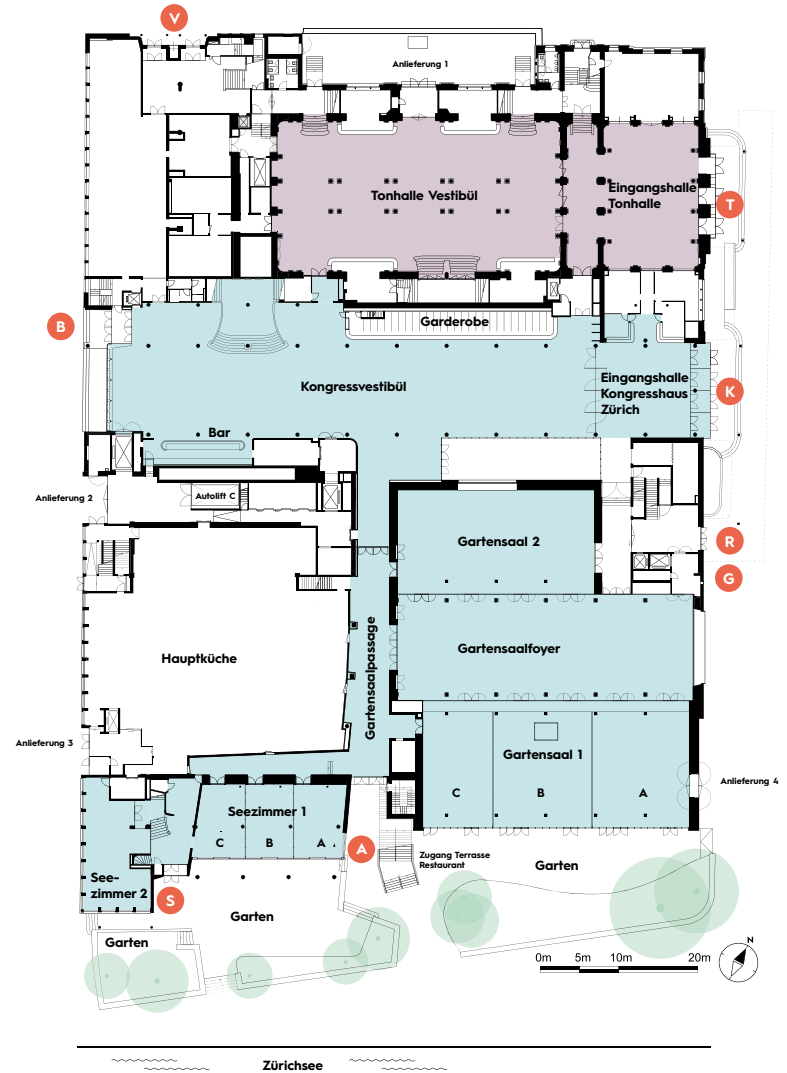 V
Anlieferung 1
Tonhalle Vestibül
Eingangshalle
Tonhalle
T
B
Garderobe
Kongressvestibül
Eingangshalle
Kongresshaus
Zürich
K
Bar
Anlieferung 2
Autolift C
R
Gartensaal 2
G
Hauptküche
Gartensaalpassage
Gartensaalfoyer
Anlieferung 3
Gartensaal 1
Anlieferung 4
C
B
A
Seezimmer 1
C
B
A
A
See-
zimmer 2
S
Zugang Terrasse
Restaurant
Garten
Garten
Garten
N
0m
5m
10m
20m
Zürichsee